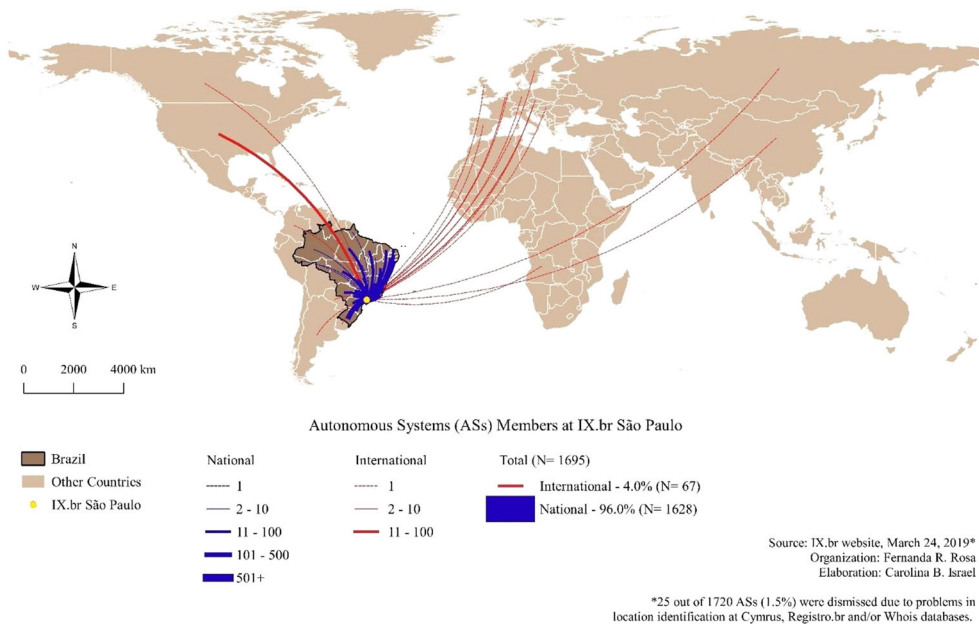 N
W
E
S
0 2000 4000 km
Autonomous Systems (ASs) Members at IX.br São Paulo
Brazil
Other Countries
IX.br São Paulo
National
1
2 - 10
11 - 100
101 - 500
501+
International
1
2 - 10
11 - 100
Total (N= 1695)
International - 4.0% (N= 67)
National - 96.0% (N= 1628)
Source: IX.br website, March 24, 2019*
Organization: Fernanda R. Rosa
Elaboration: Carolina B. Israel
*25 out of 1720 ASs (1.5%) were dismissed due to problems in
location identification at Cymrus, Registro.br and/or Whois databases.